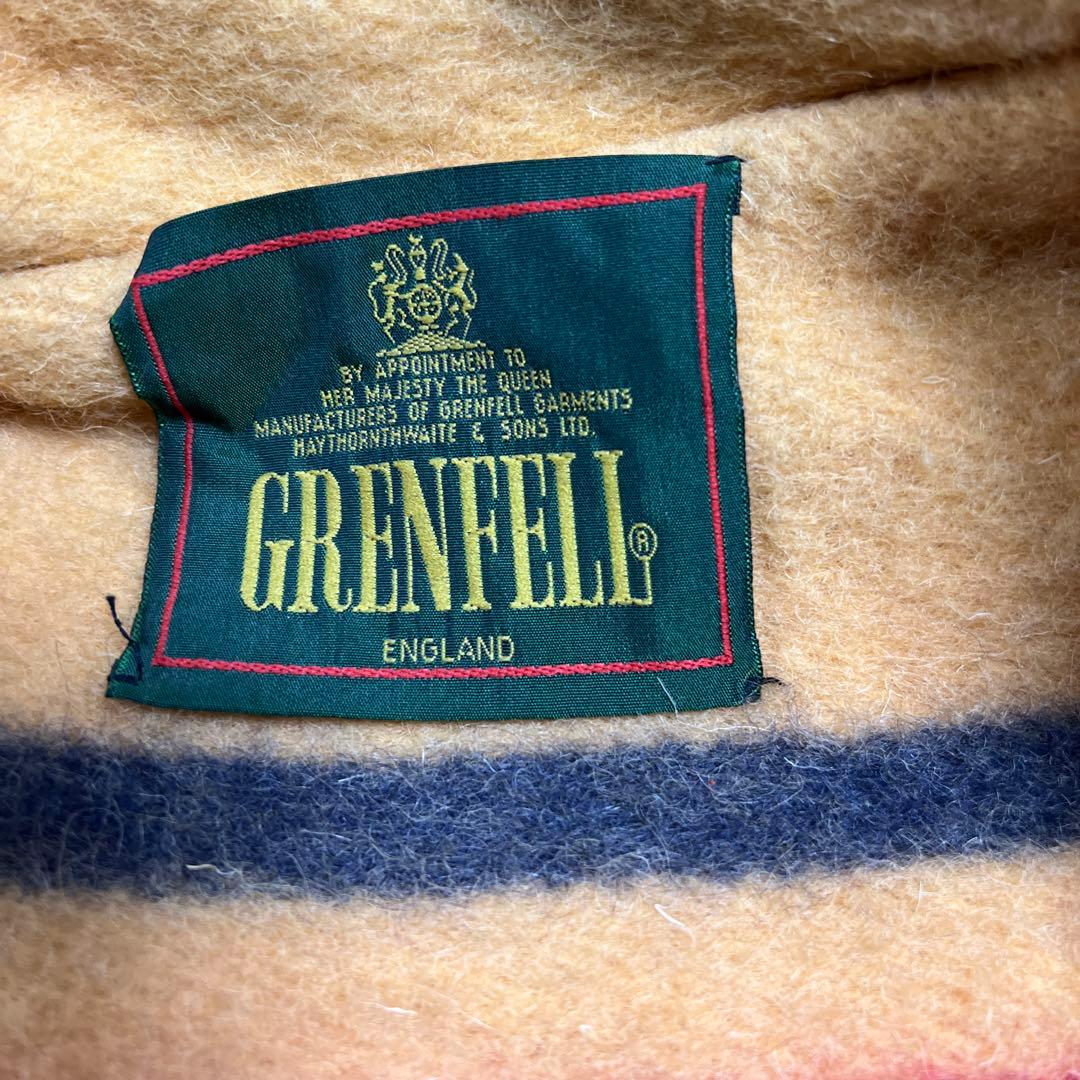 BY APPOINTMENT TO
HER MAJESTY THE QUEEN
MANUFACTURERS OF GRENFELL GARMENTS
HAYTHORNTHWAITE & SONS LTD.
GRENFELL®
ENGLAND